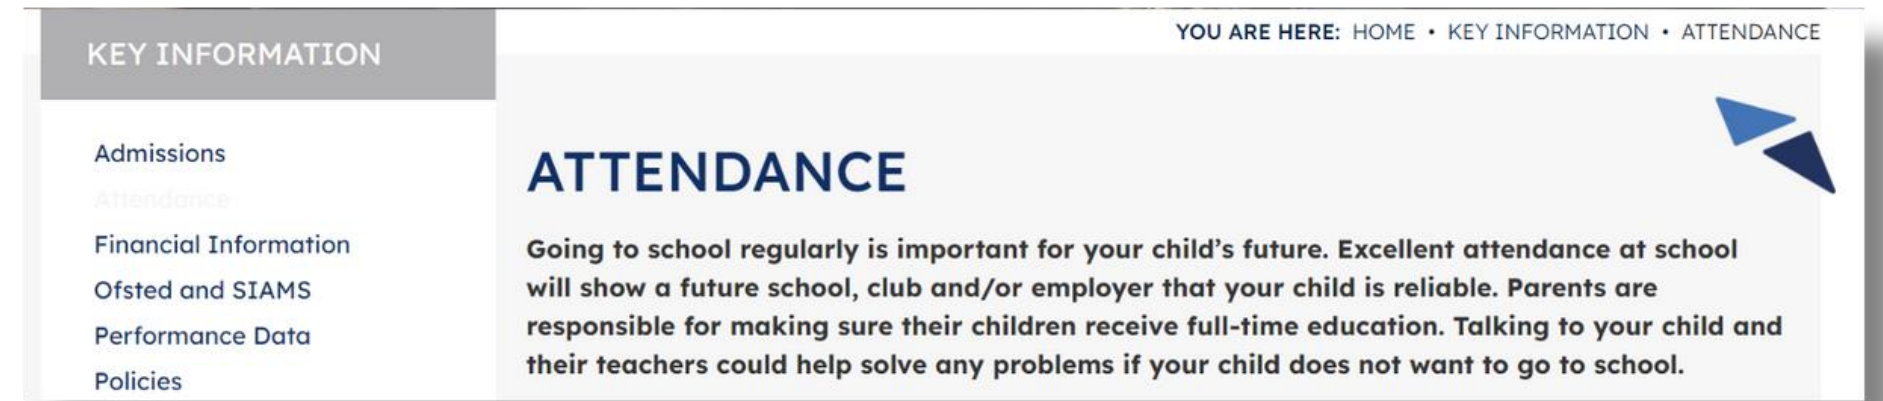 YOU ARE HERE: HOME • KEY INFORMATION • ATTENDANCE
KEY INFORMATION
Admissions
Attendance
Financial Information
Ofsted and SIAMS
Performance Data
Policies
ATTENDANCE
Going to school regularly is important for your child’s future. Excellent attendance at school
will show a future school, club and/or employer that your child is reliable. Parents are
responsible for making sure their children receive full-time education. Talking to your child and
their teachers could help solve any problems if your child does not want to go to school.